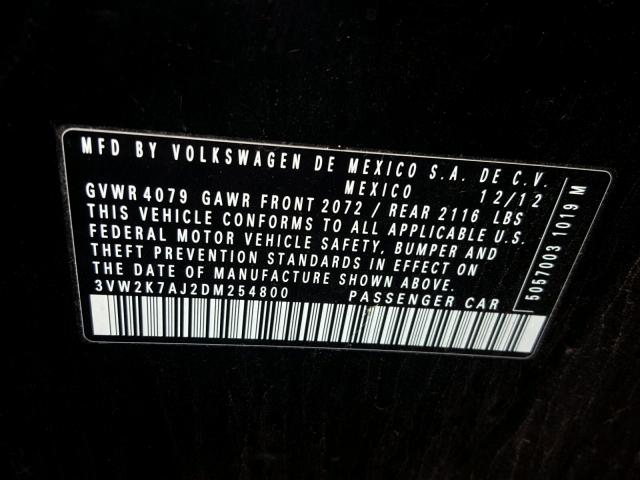 MFD BY VOLKSWAGEN DE MEXICO S.A. DE C.V.
MEXICO 12/12
GVWR 4079 GAWR FRONT 2072 / REAR 2116 LBS
THIS VEHICLE CONFORMS TO ALL APPLICABLE U.S.
FEDERAL MOTOR VEHICLE SAFETY, BUMPER AND
THEFT PREVENTION STANDARDS IN EFFECT ON
THE DATE OF MANUFACTURE SHOWN ABOVE.
3VW2K7AJ2DM254800 PASSENGER CAR
5057003 1019 M